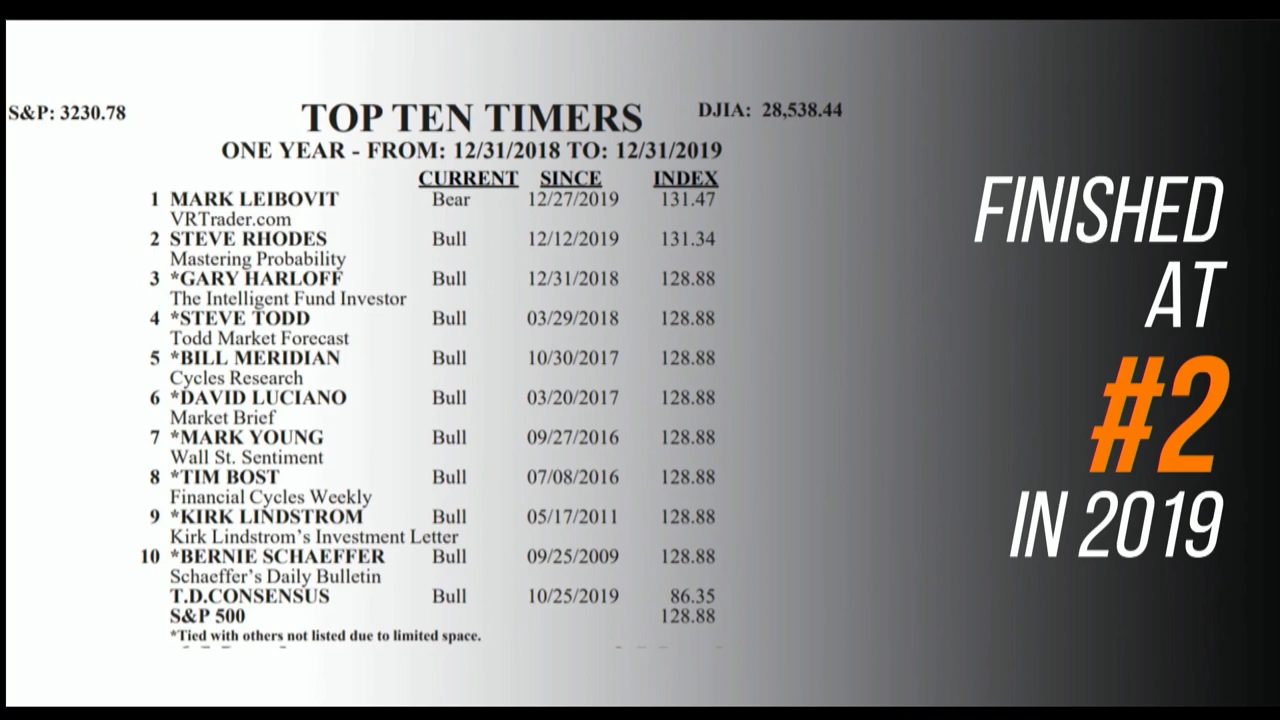 S&P: 3230.78
TOP TEN TIMERS
DJIA: 28,538.44
ONE YEAR - FROM: 12/31/2018 TO: 12/31/2019
CURRENT SINCE INDEX
1 MARK LEIBOVIT Bear 12/27/2019 131.47
VRTrader.com
2 STEVE RHODES Bull 12/12/2019 131.34
Mastering Probability
3 *GARY HARLOFF Bull 12/31/2018 128.88
The Intelligent Fund Investor
4 *STEVE TODD Bull 03/29/2018 128.88
Todd Market Forecast
5 *BILL MERIDIAN Bull 10/30/2017 128.88
Cycles Research
6 *DAVID LUCIANO Bull 03/20/2017 128.88
Market Brief
7 *MARK YOUNG Bull 09/27/2016 128.88
Wall St. Sentiment
8 *TIM BOST Bull 07/08/2016 128.88
Financial Cycles Weekly
9 *KIRK LINDSTROM Bull 05/17/2011 128.88
Kirk Lindstrom's Investment Letter
10 *BERNIE SCHAEFFER Bull 09/25/2009 128.88
Schaeffer's Daily Bulletin
T.D.CONSENSUS Bull 10/25/2019 86.35
S&P 500 128.88
*Tied with others not listed due to limited space.
FINISHED
AT
#2
IN 2019